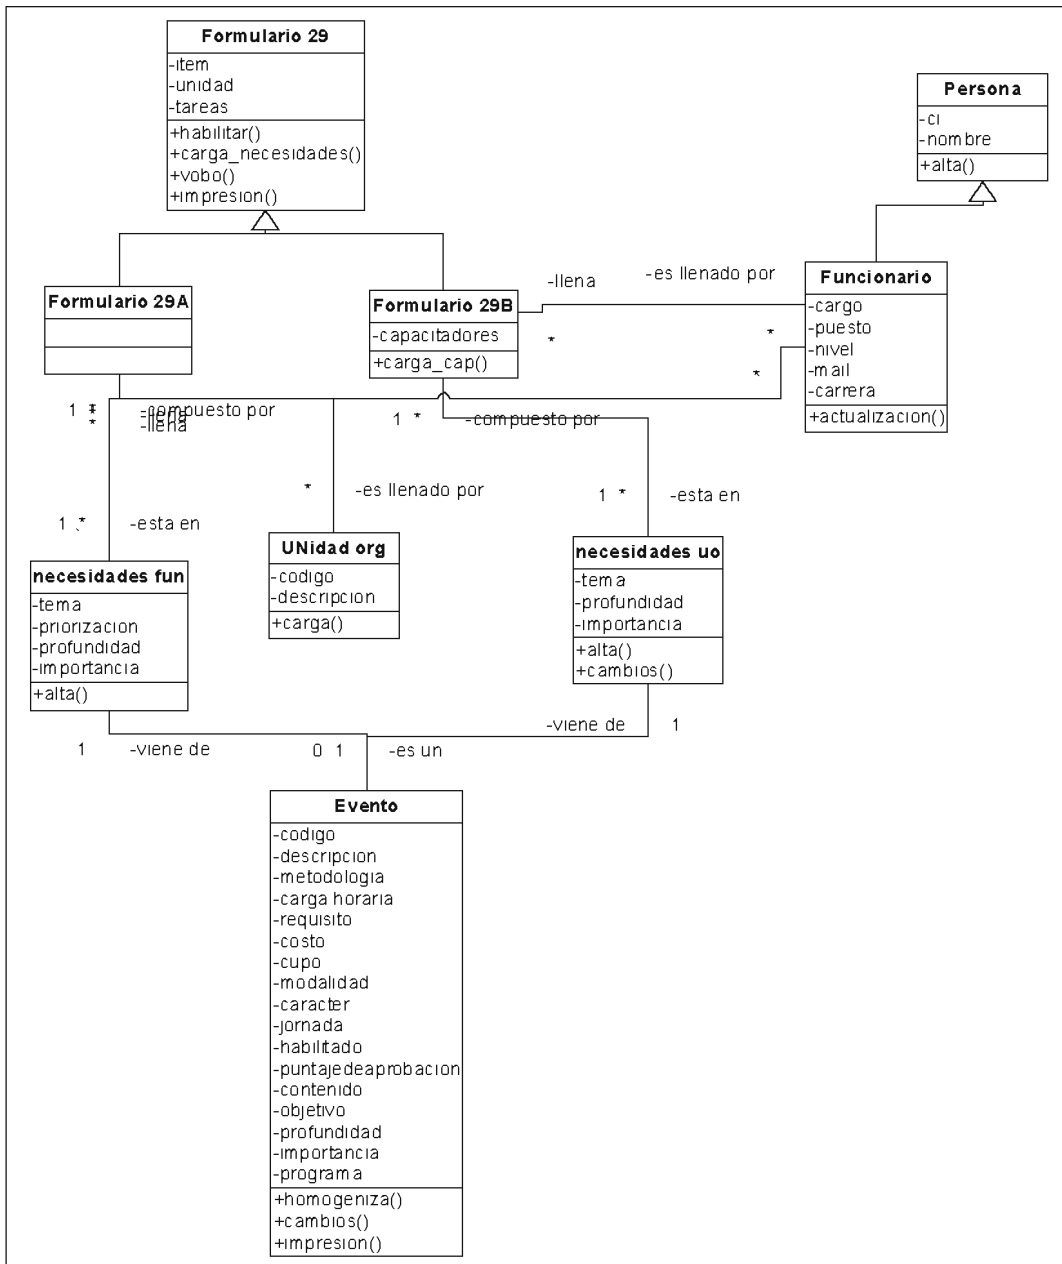 Formulario 29
-item
-unidad
-tareas
+habilitar()
+carga_necesidades()
+vobo()
+impresion()
Persona
-ci
-nombre
+alta()
Formulario 29A
Formulario 29B
-capacitadores
+carga_cap()
-llena
-es llenado por
*
*
*
Funcionario
-cargo
-puesto
-nivel
-mail
-carrera
+actualizacion()
1 *
-compuesto por
-llena
* -llena
1 *
-compuesto por
*
-es llenado por
1 *
-esta en
1 .*
-esta en
necesidades fun
-tema
-priorizacion
-profundidad
-importancia
+alta()
UNidad org
-codigo
-descripcion
+carga()
necesidades uo
-tema
-profundidad
-importancia
+alta()
+cambios()
1
-viene de
0 1
-es un
-viene de
1
Evento
-codigo
-descripcion
-metodologia
-carga horaria
-requisito
-costo
-cupo
-modalidad
-caracter
-jornada
-habilitado
-puntajedeaprobacion
-contenido
-objetivo
-profundidad
-importancia
-programa
+homogeniza()
+cambios()
+impresion()